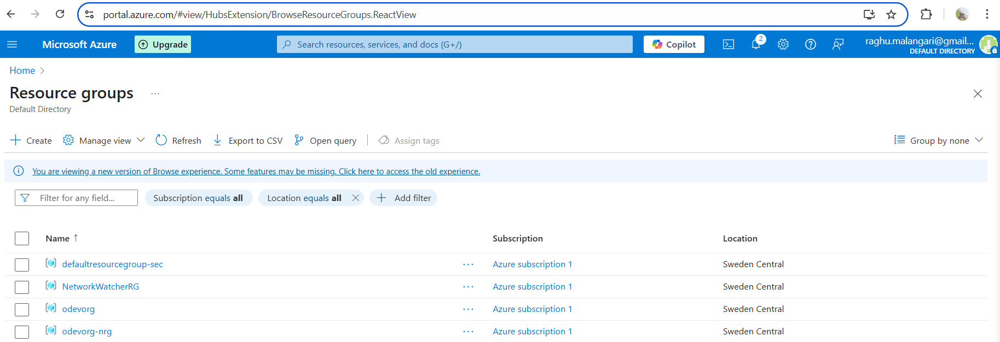 portal.azure.com/#view/HubsExtension/BrowseResourceGroups.ReactView
Microsoft Azure Upgrade Search resources, services, and docs (G+/) Copilot 2 raghu.malangari@gmail... DEFAULT DIRECTORY
Home
Resource groups ...
Default Directory
Create Manage view Refresh Export to CSV Open query Assign tags Group by none
You are viewing a new version of Browse experience. Some features may be missing. Click here to access the old experience.
Filter for any field... Subscription equals all Location equals all Add filter
Name ↑ Subscription Location
defaultresourcegroup-sec ... Azure subscription 1 Sweden Central
NetworkWatcherRG ... Azure subscription 1 Sweden Central
odevorg ... Azure subscription 1 Sweden Central
odevorg-nrg ... Azure subscription 1 Sweden Central